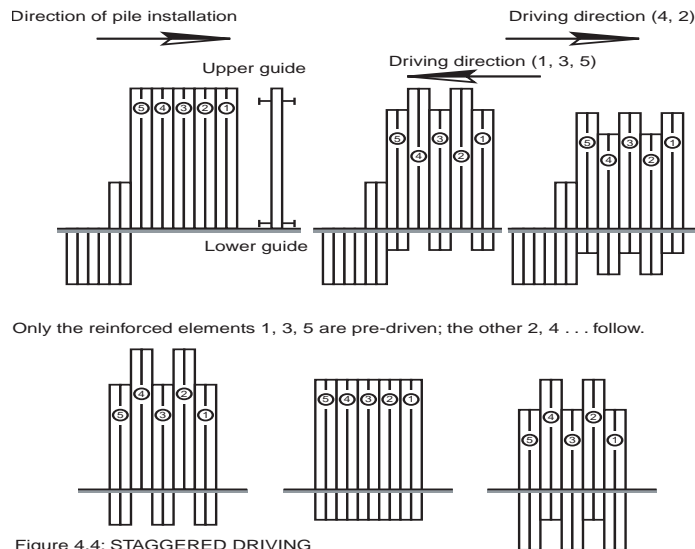 Direction of pile installation
Driving direction (4, 2)
Driving direction (1, 3, 5)
Upper guide
5 4 3 2 1
5 4 3 2 1
5 4 3 2 1
Lower guide
Only the reinforced elements 1, 3, 5 are pre-driven; the other 2, 4 . . . follow.
5 4 3 2 1
5 4 3 2 1
5 4 3 2 1
Figure 4.4: STAGGERED DRIVING